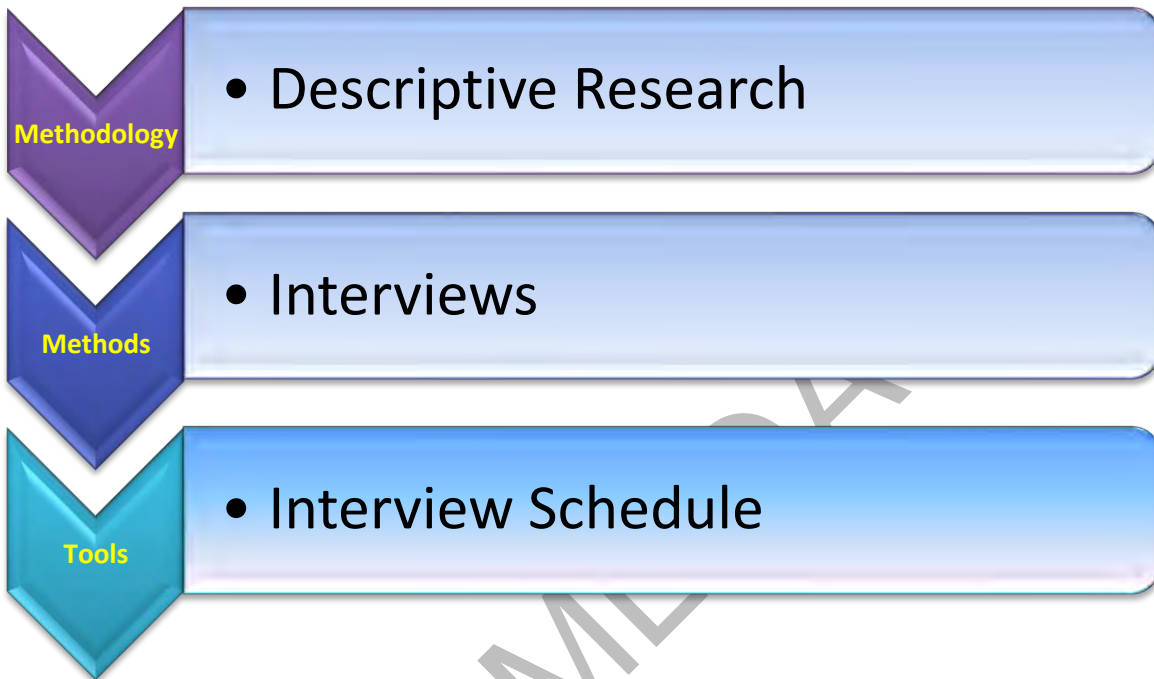 Methodology
• Descriptive Research
Methods
• Interviews
Tools
• Interview Schedule